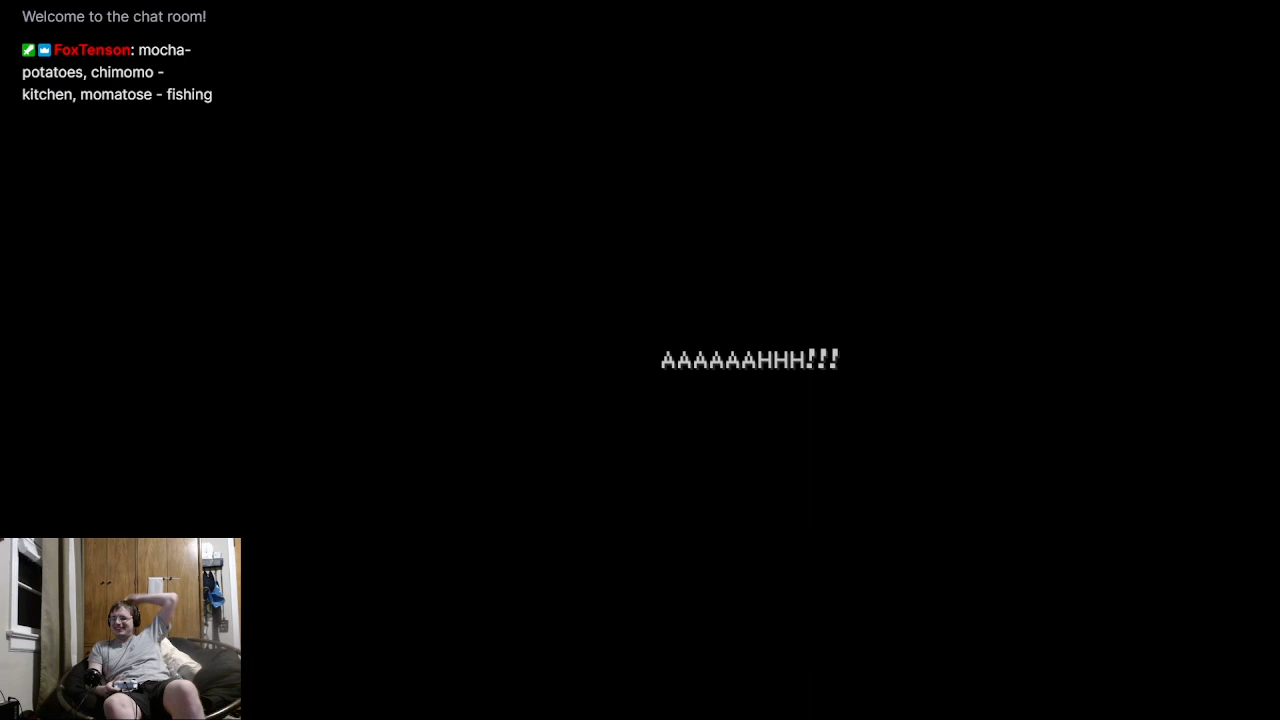 Welcome to the chat room!
FoxTenson: mocha-
potatoes, chimomo -
kitchen, momatose - fishing
AAAAAAHHH!!!